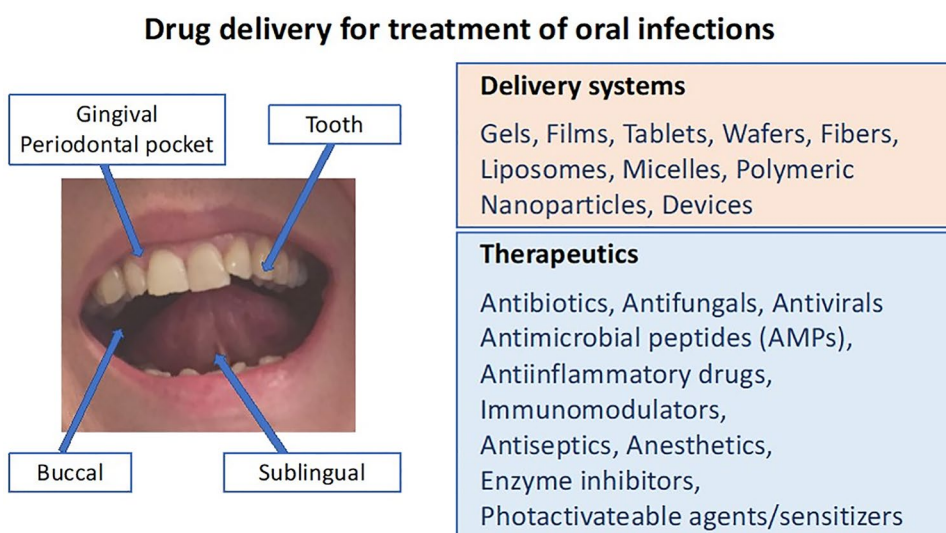 Drug delivery for treatment of oral infections
Gingival
Periodontal pocket
Tooth
Buccal
Sublingual
Delivery systems
Gels, Films, Tablets, Wafers, Fibers,
Liposomes, Micelles, Polymeric
Nanoparticles, Devices
Therapeutics
Antibiotics, Antifungals, Antivirals
Antimicrobial peptides (AMPs),
Antiinflammatory drugs,
Immunomodulators,
Antiseptics, Anesthetics,
Enzyme inhibitors,
Photactivateable agents/sensitizers